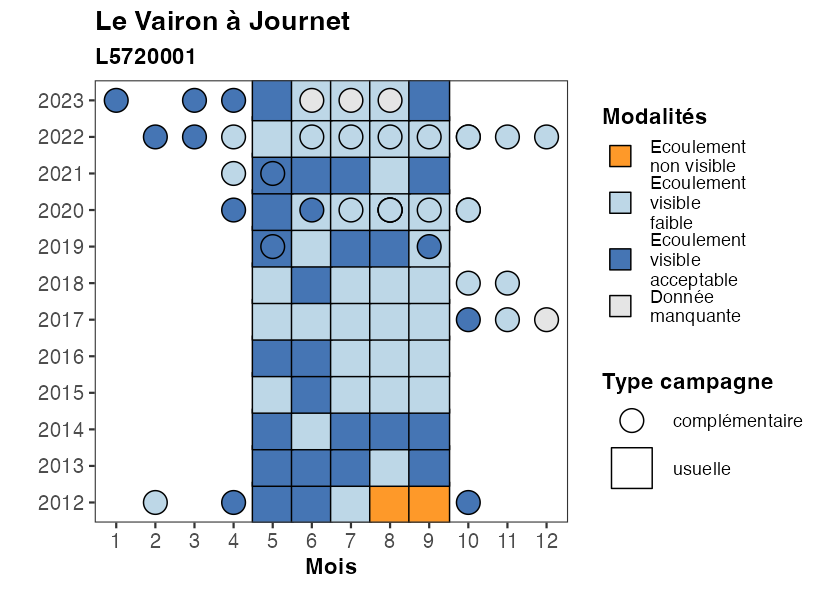 Le Vairon à Journet
L5720001
2023
2022
2021
2020
2019
2018
2017
2016
2015
2014
2013
2012
1 2 3 4 5 6 7 8 9 10 11 12
Mois
Modalités
Ecoulement
non visible
Ecoulement
visible
faible
Ecoulement
visible
acceptable
Donnée
manquante
Type campagne
complémentaire
usuelle